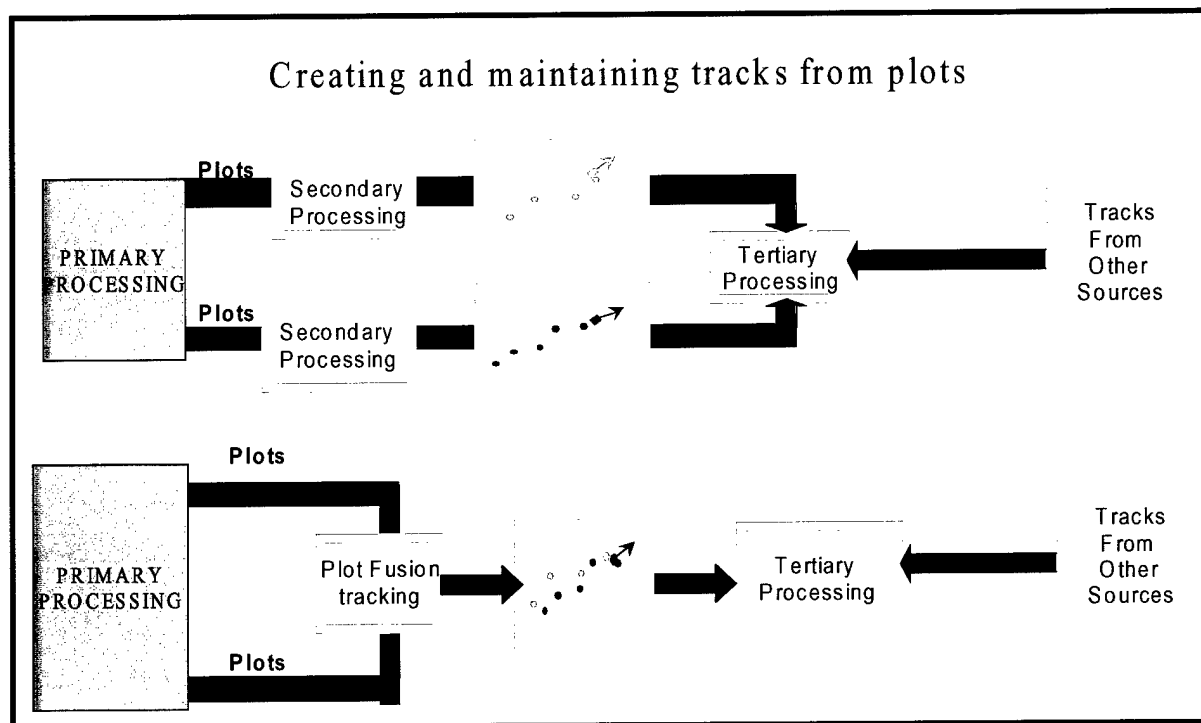 Creating and maintaining tracks from plots
Plots
Secondary
Processing
PRIMARY
PROCESSING
Plots
Secondary
Processing
Tertiary
Processing
Tracks
From
Other
Sources
Plots
PRIMARY
PROCESSING
Plot Fusion
tracking
Plots
Tertiary
Processing
Tracks
From
Other
Sources